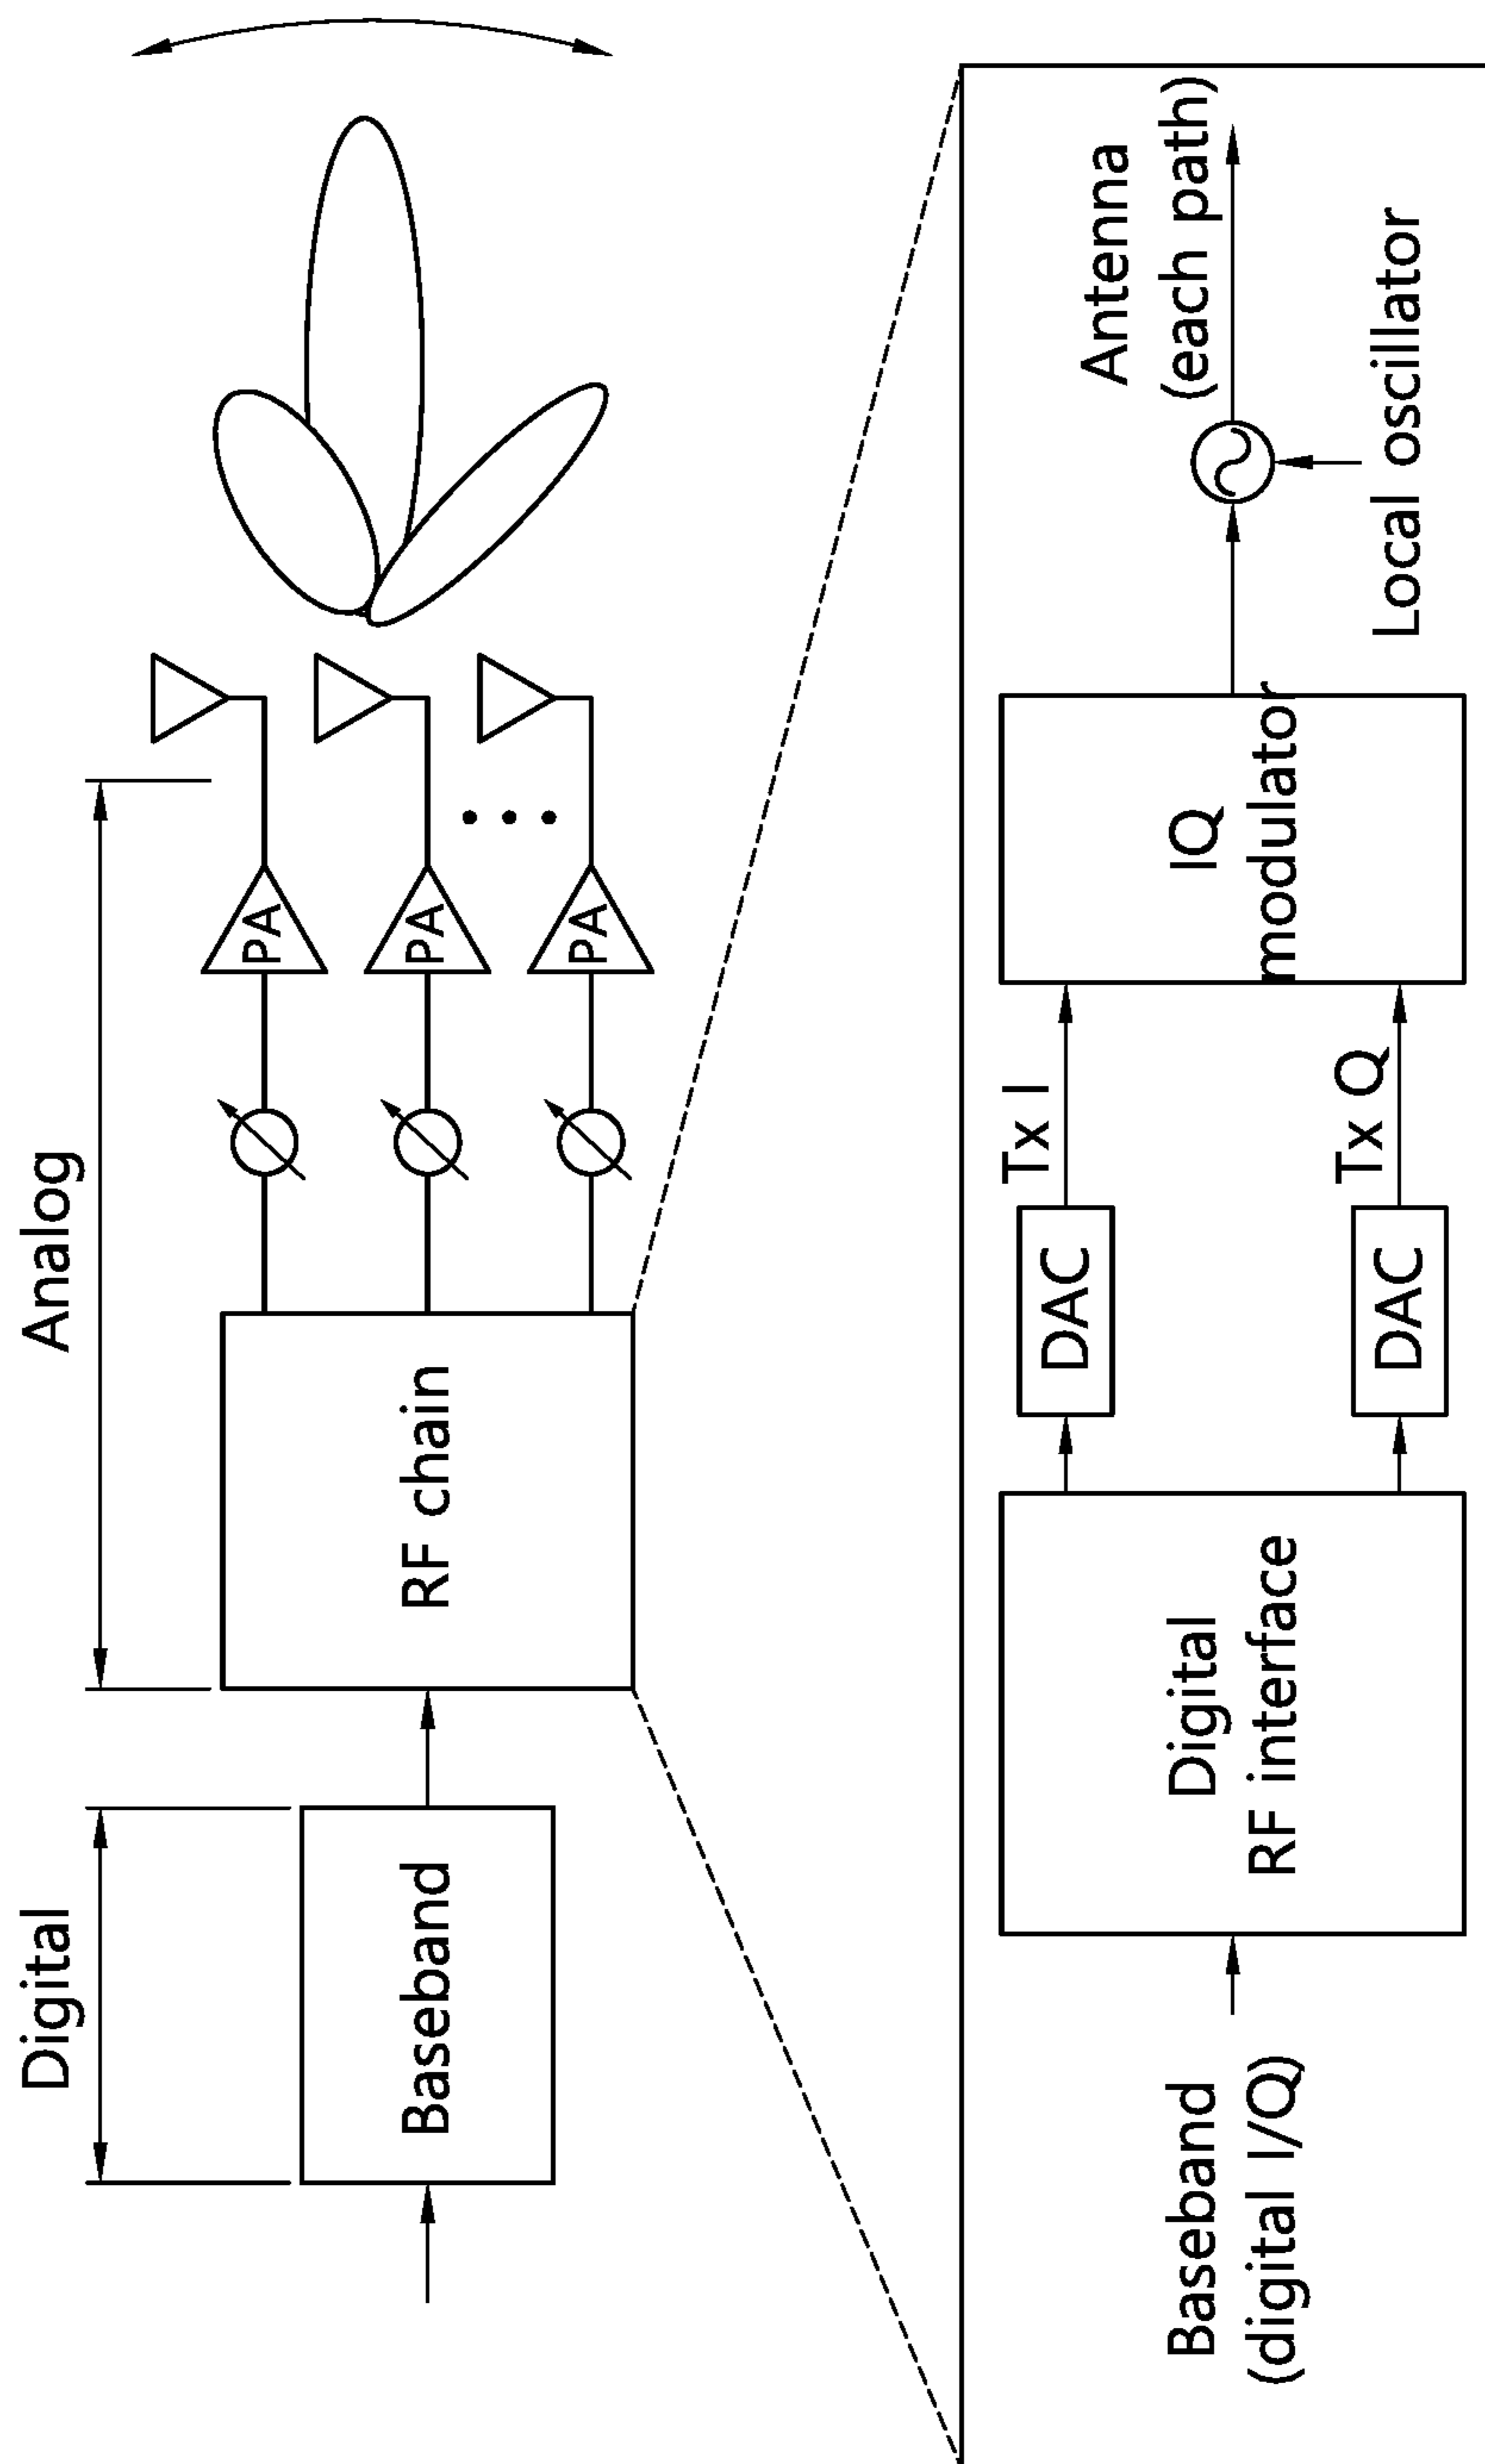 Digital
Analog
Baseband
RF chain
PA
PA
PA
Baseband
(digital I/Q)
Digital
RF interface
DAC
DAC
Tx I
Tx Q
IQ
modulator
Antenna
(each path)
Local oscillator